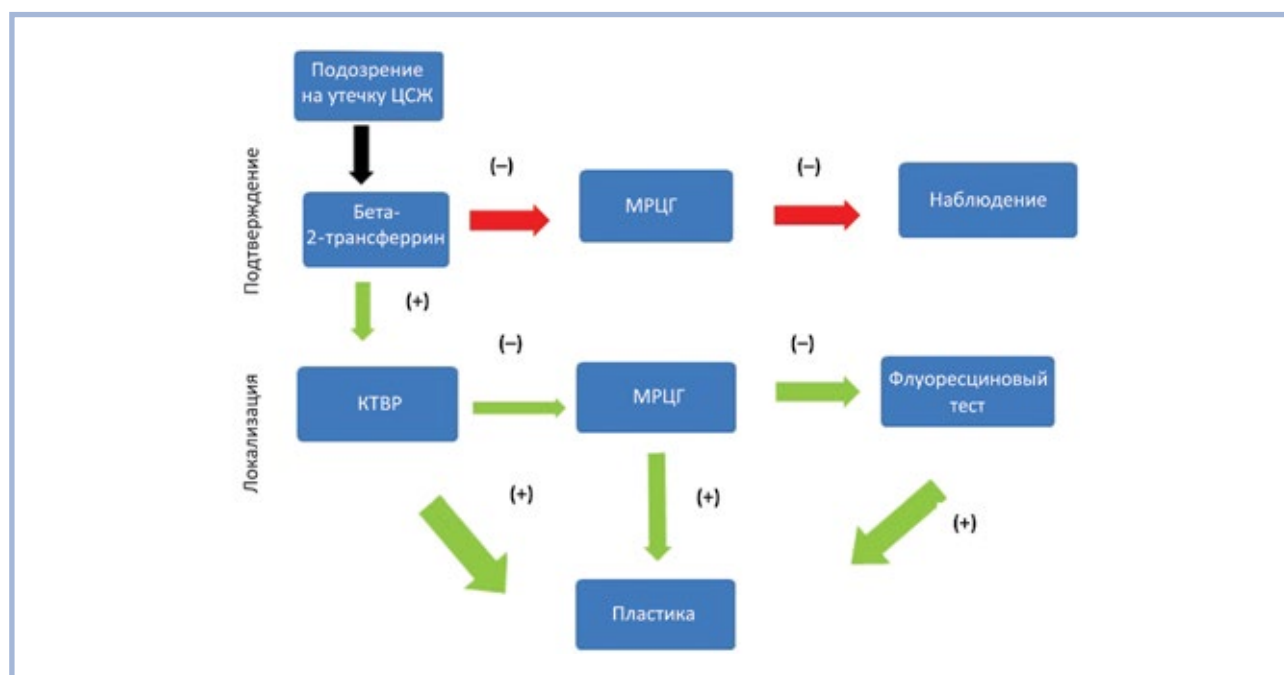 Подозрение
на утечку ЦСЖ
Подтверждение
(–)
(–)
Бета-
2-трансферрин
МРЦГ
Наблюдение
(+)
Локализация
(–)
(–)
КТВР
МРЦГ
Флуоресциновый
тест
(+)
(+)
(+)
Пластика